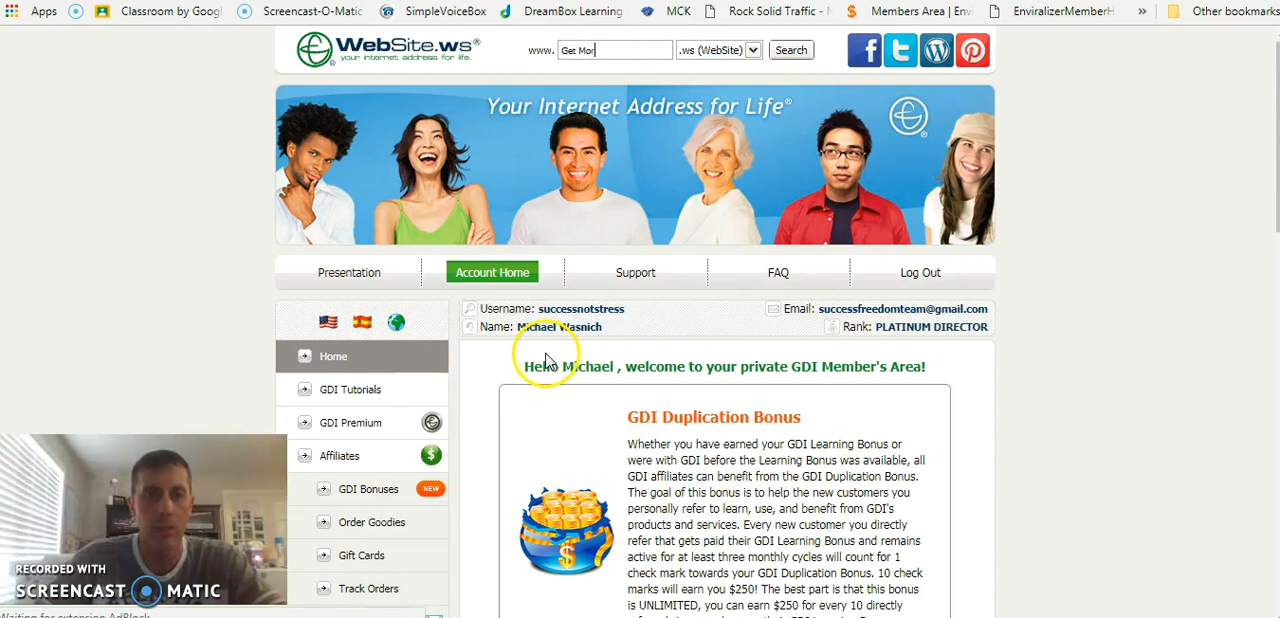 Apps Classroom by Googl Screencast-O-Matic SimpleVoiceBox DreamBox Learning MCK Rock Solid Traffic - Members Area | Env EnviralizerMemberH » Other bookmarks
WebSite.ws®
your internet address for life.
www. Get Mor .ws (WebSite) Search
Your Internet Address for Life®
Presentation Account Home Support FAQ Log Out
Username: successnotstress Email: successfreedomteam@gmail.com
Name: Michael Wasnich Rank: PLATINUM DIRECTOR
Home
Hello Michael , welcome to your private GDI Member's Area!
GDI Tutorials
GDI Premium
Affiliates
GDI Bonuses NEW
Order Goodies
Gift Cards
Track Orders
GDI Duplication Bonus
Whether you have earned your GDI Learning Bonus or
were with GDI before the Learning Bonus was available, all
GDI affiliates can benefit from the GDI Duplication Bonus.
The goal of this bonus is to help the new customers you
personally refer to learn, use, and benefit from GDI's
products and services. Every new customer you directly
refer that gets paid their GDI Learning Bonus and remains
active for at least three monthly cycles will count for 1
check mark towards your GDI Duplication Bonus. 10 check
marks will earn you $250! The best part is that this bonus
is UNLIMITED, you can earn $250 for every 10 directly
RECORDED WITH
SCREENCAST MATIC
Waiting for extension AdBlock